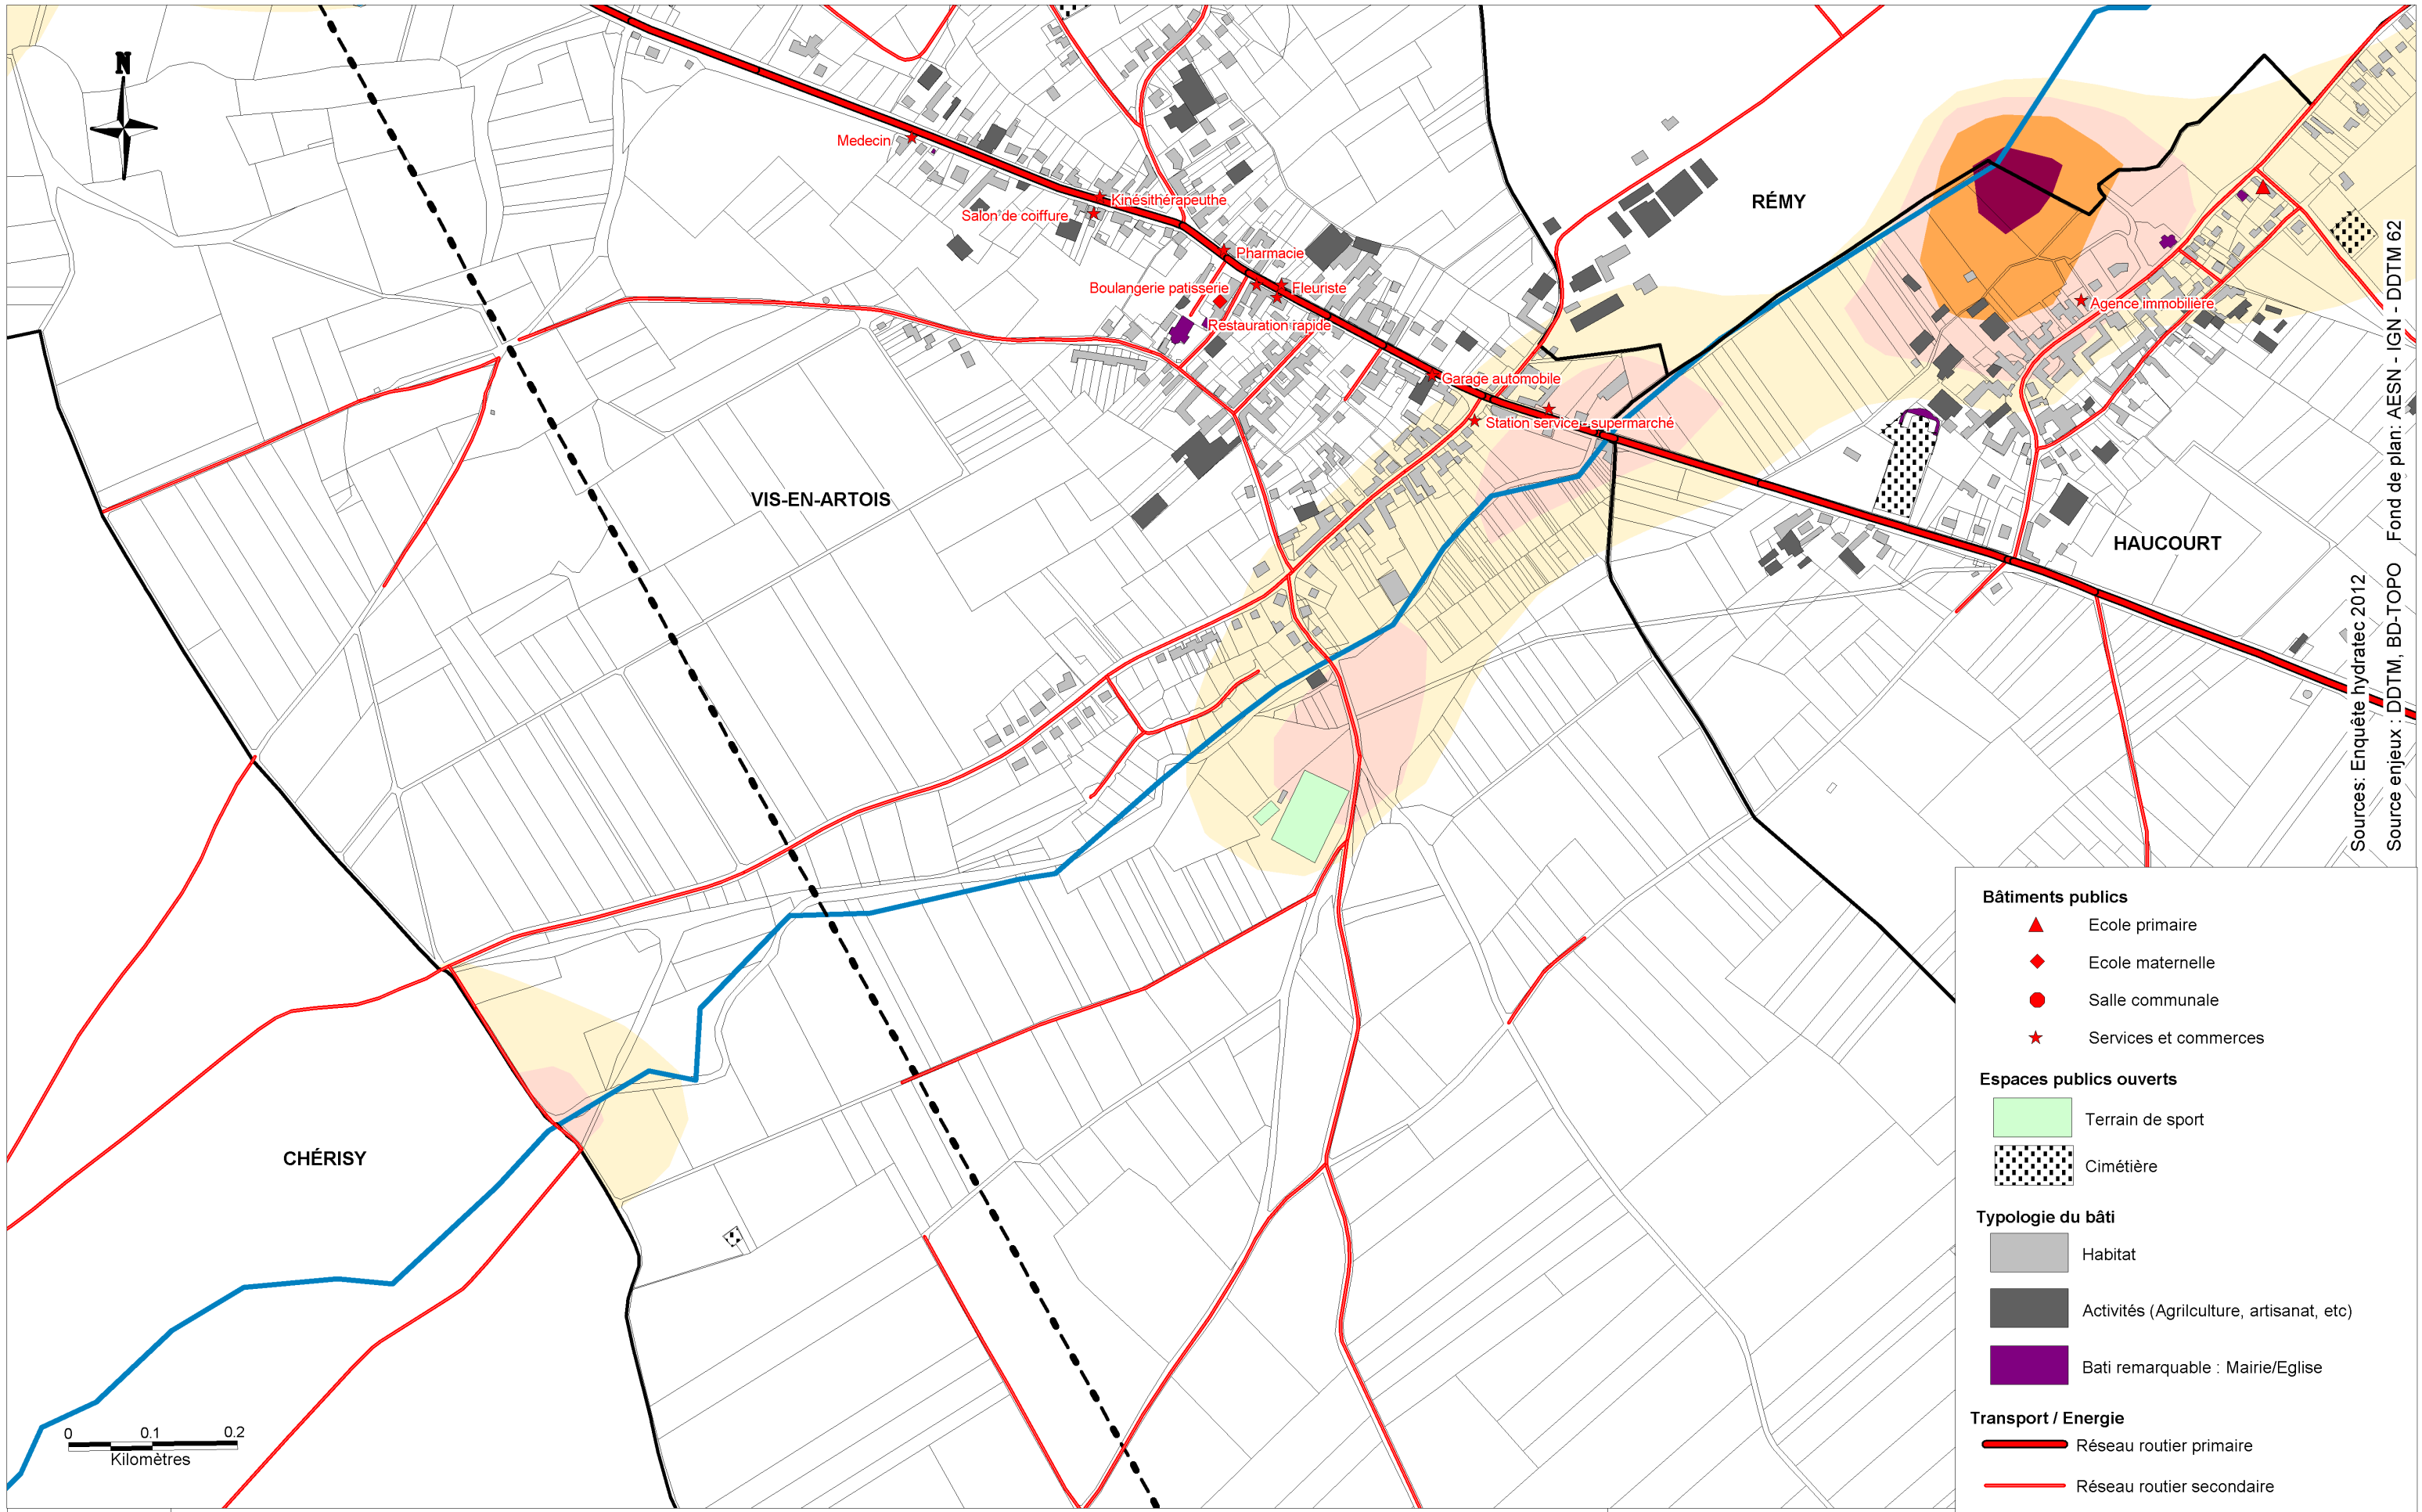 N
Medecin
Kinésithérapeuthe
Salon de coiffure
RÉMY
Pharmacie
Boulangerie patisserie
Fleuriste
Agence immobilière
Restauration rapide
Garage automobile
Station service - supermarché
VIS-EN-ARTOIS
HAUCOURT
CHÉRISY
Sources: Enquête hydratec 2012
Source enjeux : DDTM, BD-TOPO Fond de plan: AESN - IGN - DDTM 62
0 0.1 0.2
Kilomètres
Bâtiments publics
Ecole primaire
Ecole maternelle
Salle communale
Services et commerces
Espaces publics ouverts
Terrain de sport
Cimétière
Typologie du bâti
Habitat
Activités (Agrilculture, artisanat, etc)
Bati remarquable : Mairie/Eglise
Transport / Energie
Réseau routier primaire
Réseau routier secondaire